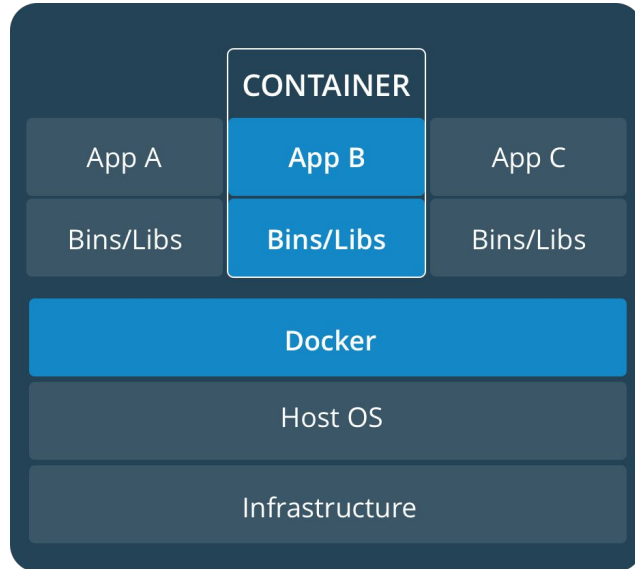 CONTAINER
App A
App B
App C
Bins/Libs
Bins/Libs
Bins/Libs
Docker
Host OS
Infrastructure